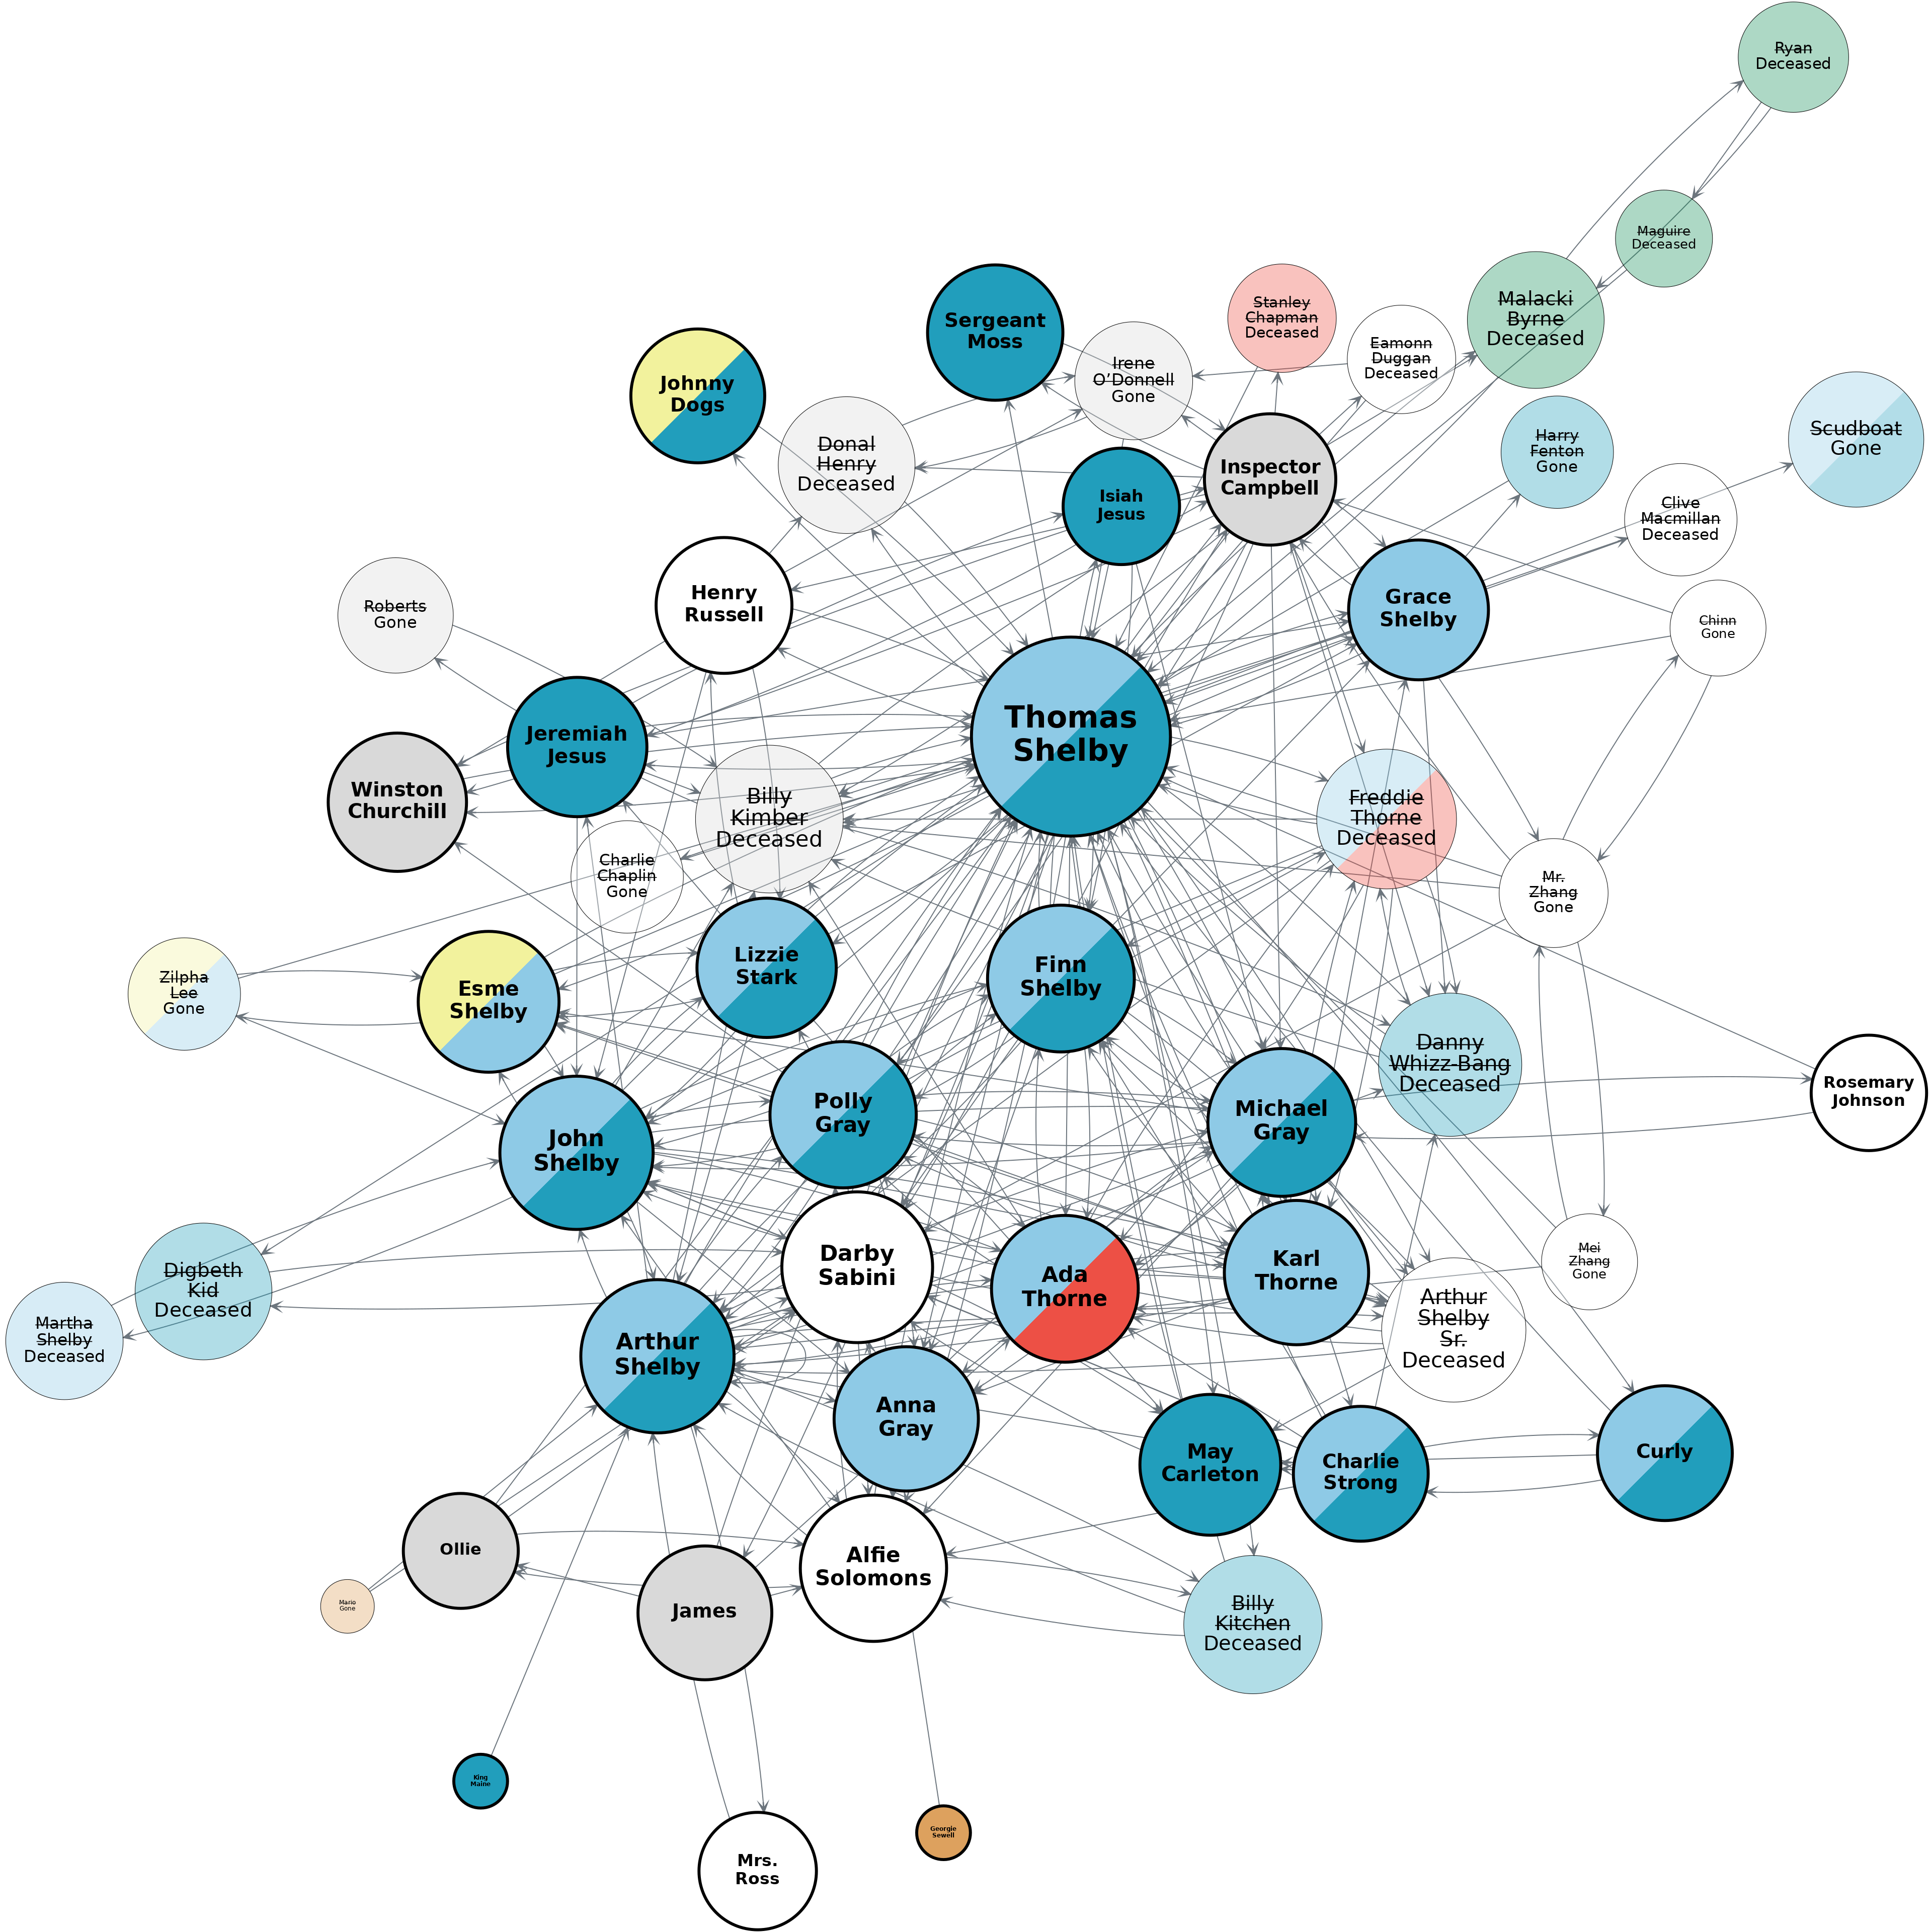 Ryan
Deceased
Maguire
Deceased
Malacki
Byrne
Deceased
Stanley
Chapman
Deceased
Sergeant
Moss
Irene
O’Donnell
Gone
Eamonn
Duggan
Deceased
Johnny
Dogs
Donal
Henry
Deceased
Harry
Fenton
Gone
Scudboat
Gone
Inspector
Campbell
Isiah
Jesus
Clive
Macmillan
Deceased
Henry
Russell
Grace
Shelby
Roberts
Gone
Chinn
Gone
Thomas
Shelby
Jeremiah
Jesus
Winston
Churchill
Billy
Kimber
Deceased
Freddie
Thorne
Deceased
Charlie
Chaplin
Gone
Mr.
Zhang
Gone
Zilpha
Lee
Gone
Esme
Shelby
Lizzie
Stark
Finn
Shelby
Danny
Whizz-Bang
Deceased
Rosemary
Johnson
Polly
Gray
Michael
Gray
John
Shelby
Digbeth
Kid
Deceased
Darby
Sabini
Ada
Thorne
Karl
Thorne
Mei
Zhang
Gone
Martha
Shelby
Deceased
Arthur
Shelby
Arthur
Shelby
Sr.
Deceased
Anna
Gray
May
Carleton
Charlie
Strong
Curly
Ollie
Alfie
Solomons
Mario
Gone
James
Billy
Kitchen
Deceased
King
Maine
Georgie
Sewell
Mrs.
Ross